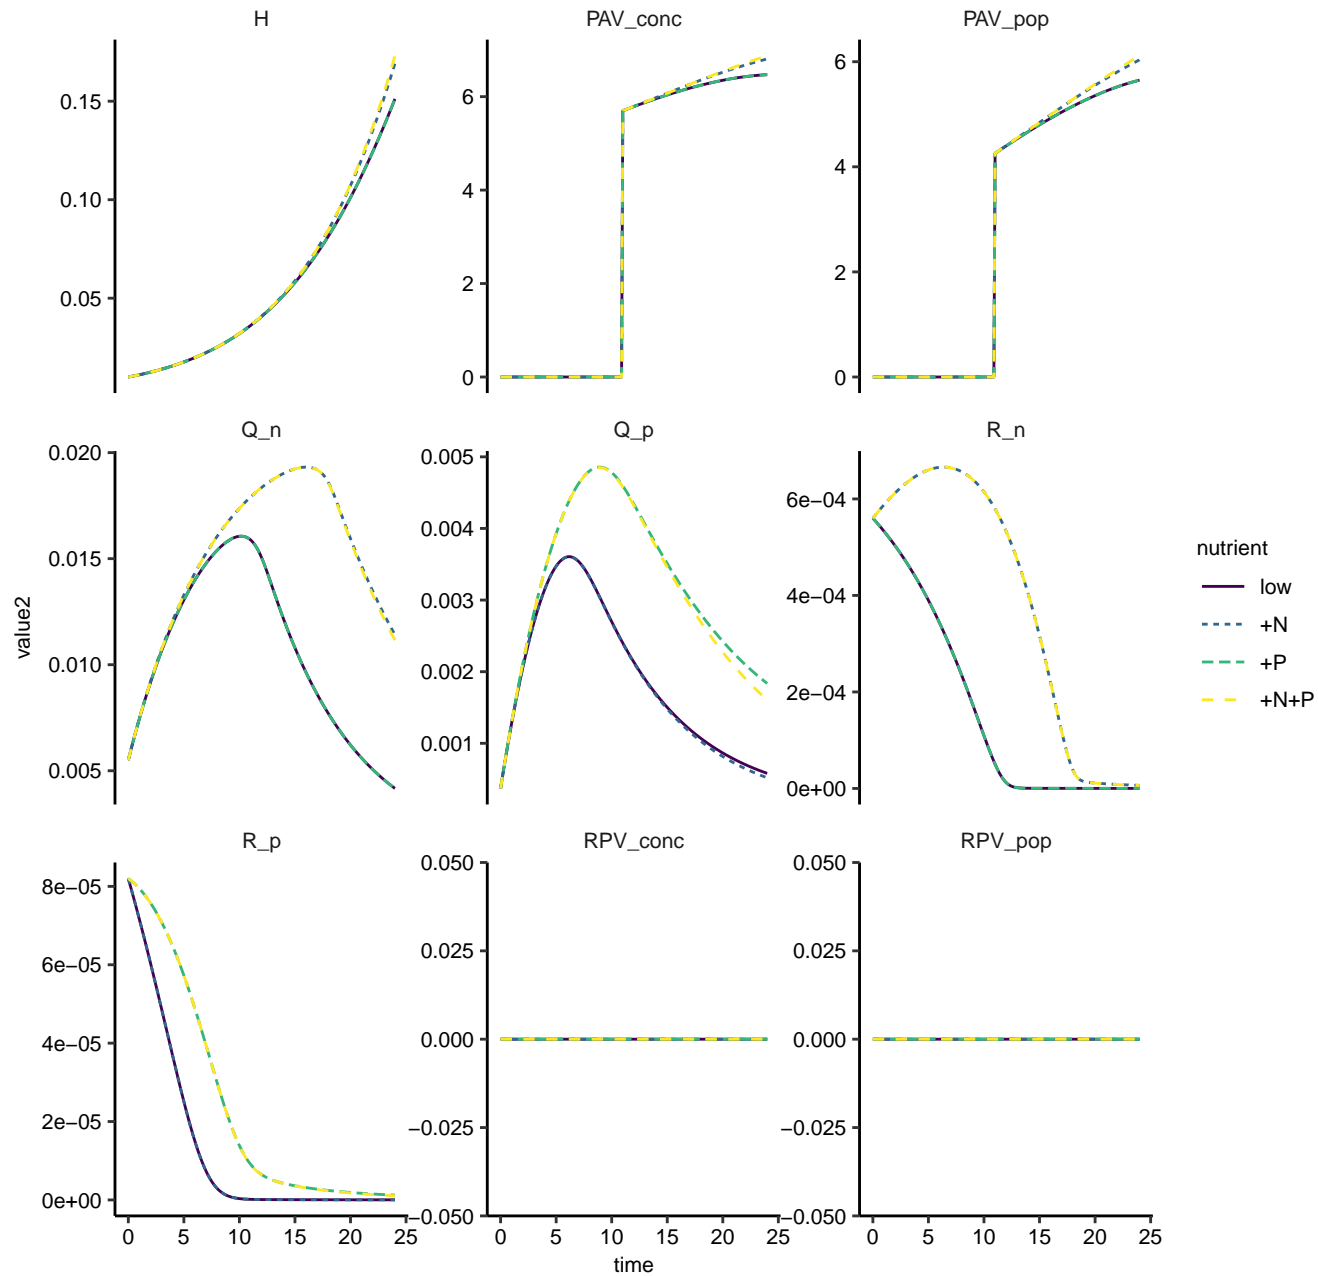 H
PAV_conc
PAV_pop
0.15
0.10
0.05
6
4
2
0
6
4
2
0
Q_n
Q_p
R_n
0.020
0.015
0.010
0.005
0.005
0.004
0.003
0.002
0.001
6e−04
4e−04
2e−04
0e+00
R_p
RPV_conc
RPV_pop
8e−05
6e−05
4e−05
2e−05
0e+00
0.050
0.025
0.000
−0.025
−0.050
0.050
0.025
0.000
−0.025
−0.050
0 5 10 15 20 25
0 5 10 15 20 25
0 5 10 15 20 25
time
value2
nutrient
low
+N
+P
+N+P